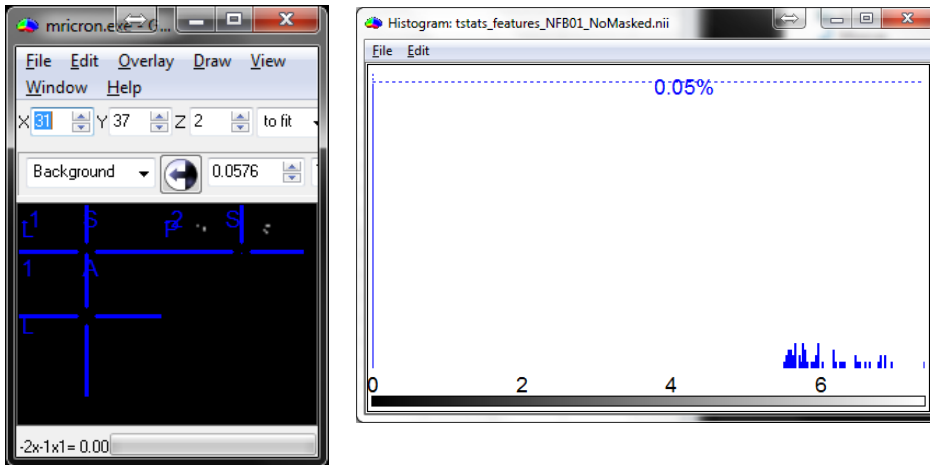 mricron.exe - G...
File Edit Overlay Draw View
Window Help
X 31 Y 37 Z 2 to fit
Background 0.0576
1 S 2 S
L P
1 A
L
-2x-1x1= 0.00
Histogram: tstats_features_NFB01_NoMasked.nii
File Edit
0.05%
0 2 4 6